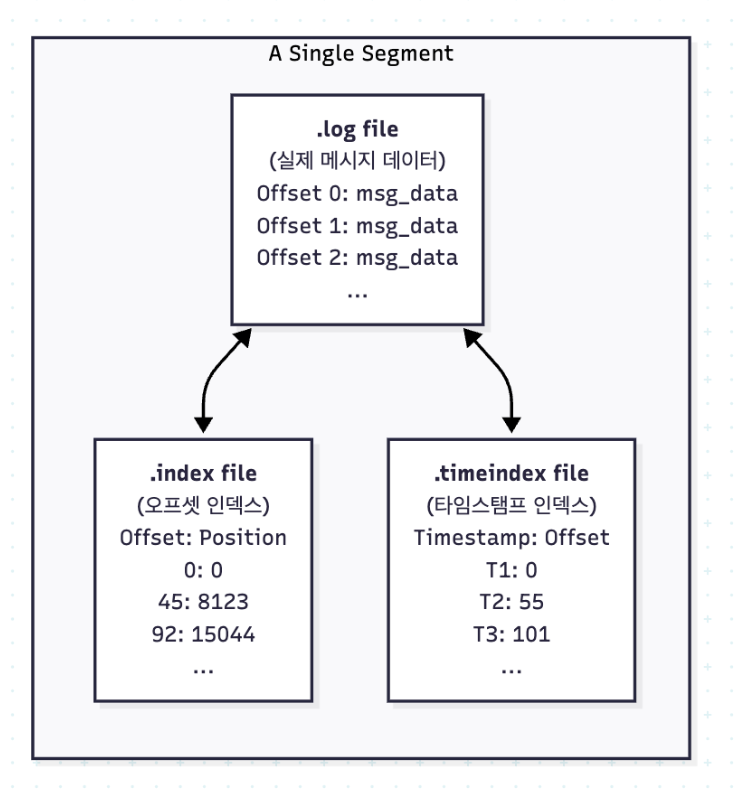 A Single Segment
.log file
(실제 메시지 데이터)
Offset 0: msg_data
Offset 1: msg_data
Offset 2: msg_data
...
.index file
(오프셋 인덱스)
Offset: Position
0: 0
45: 8123
92: 15044
...
.timeindex file
(타임스탬프 인덱스)
Timestamp: Offset
T1: 0
T2: 55
T3: 101
...